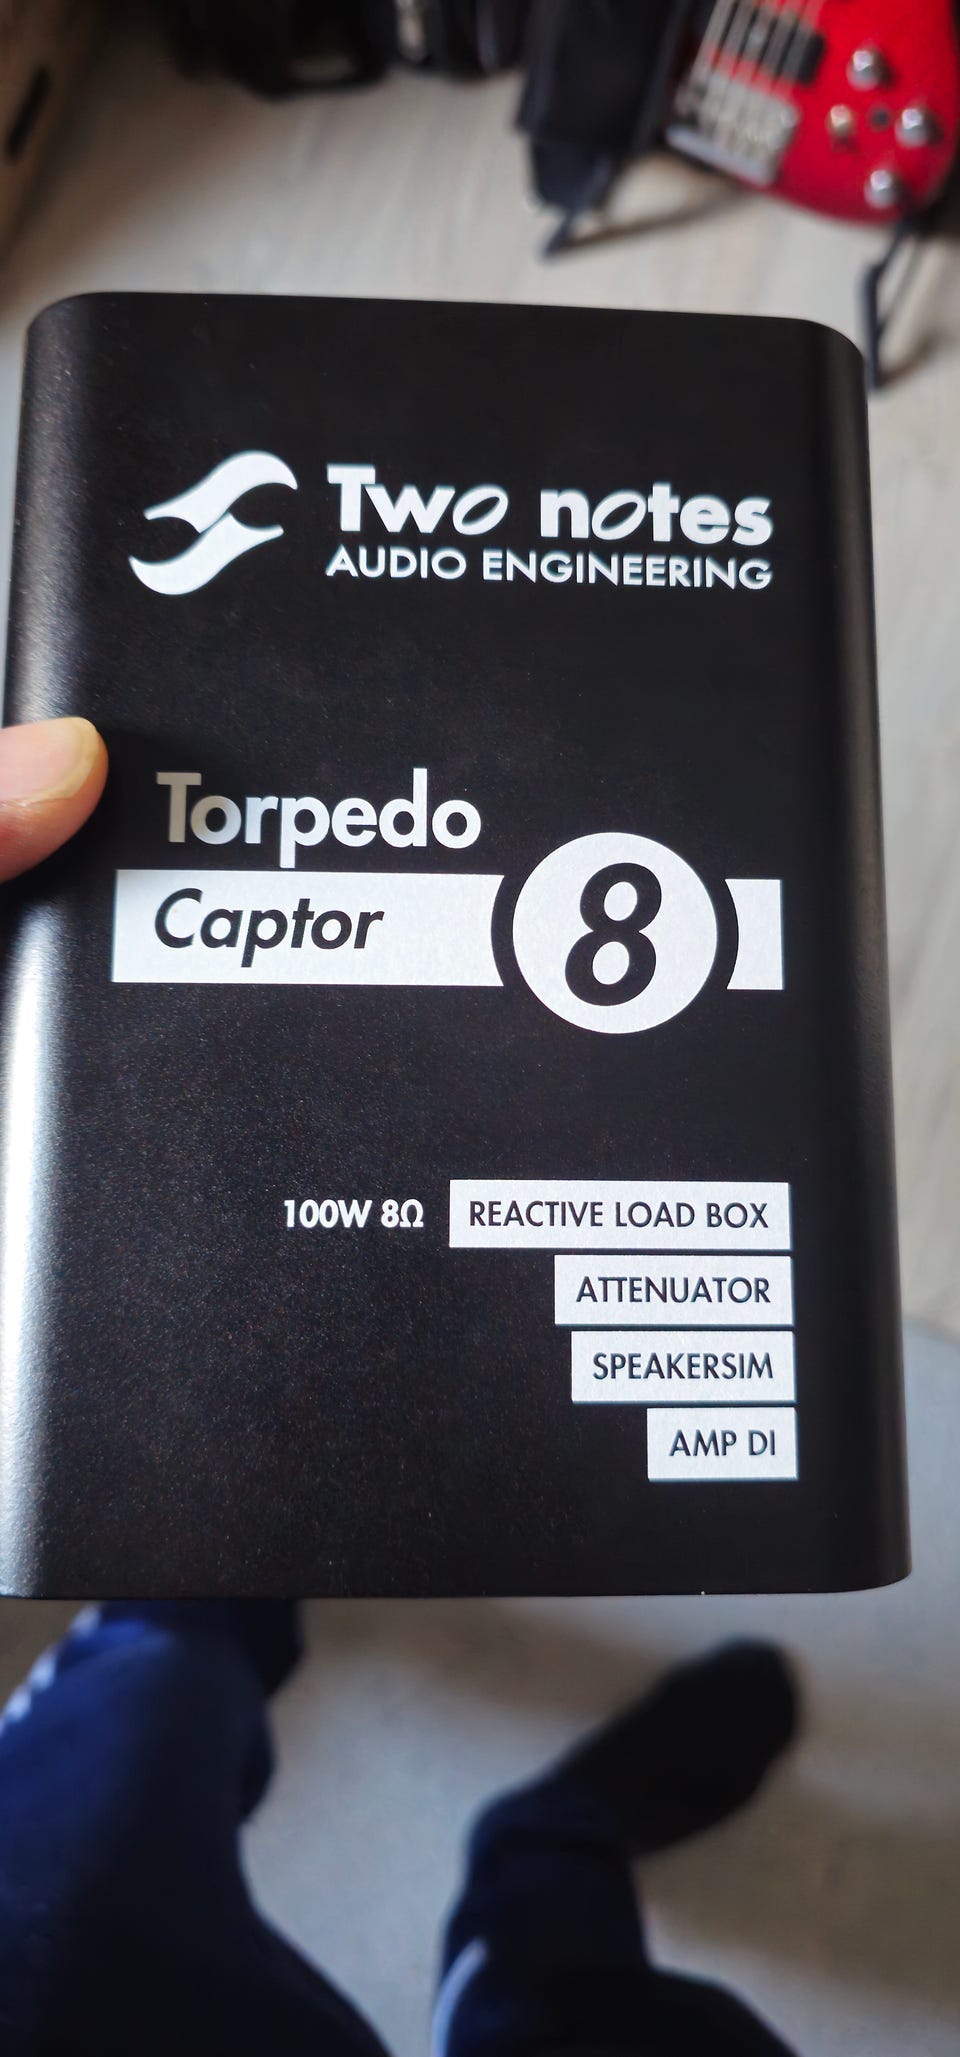 Two notes
AUDIO ENGINEERING
Torpedo
Captor 8
100W 8Ω REACTIVE LOAD BOX
ATTENUATOR
SPEAKERSIM
AMP DI